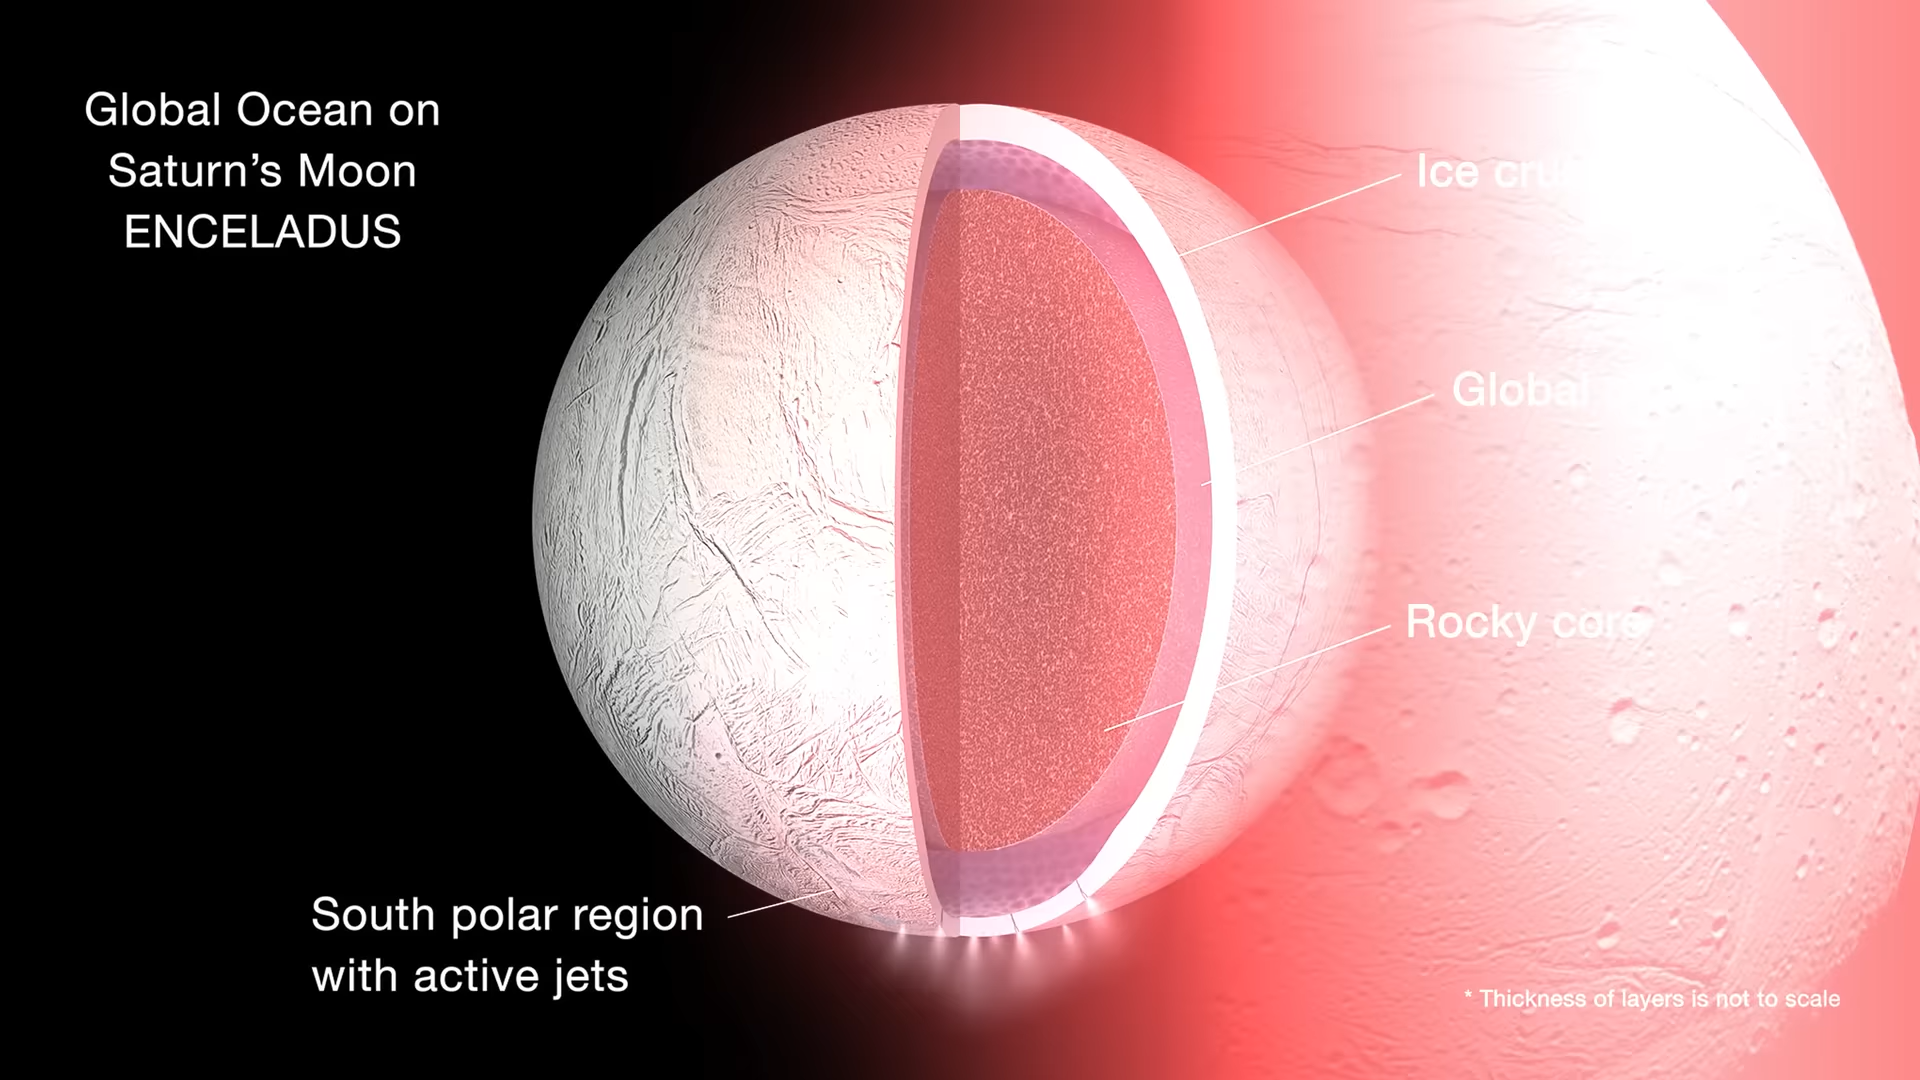 Global Ocean on
Saturn’s Moon
ENCELADUS
Ice
Global
Rocky core
South polar region
with active jets
* Thickness of layers is not to scale